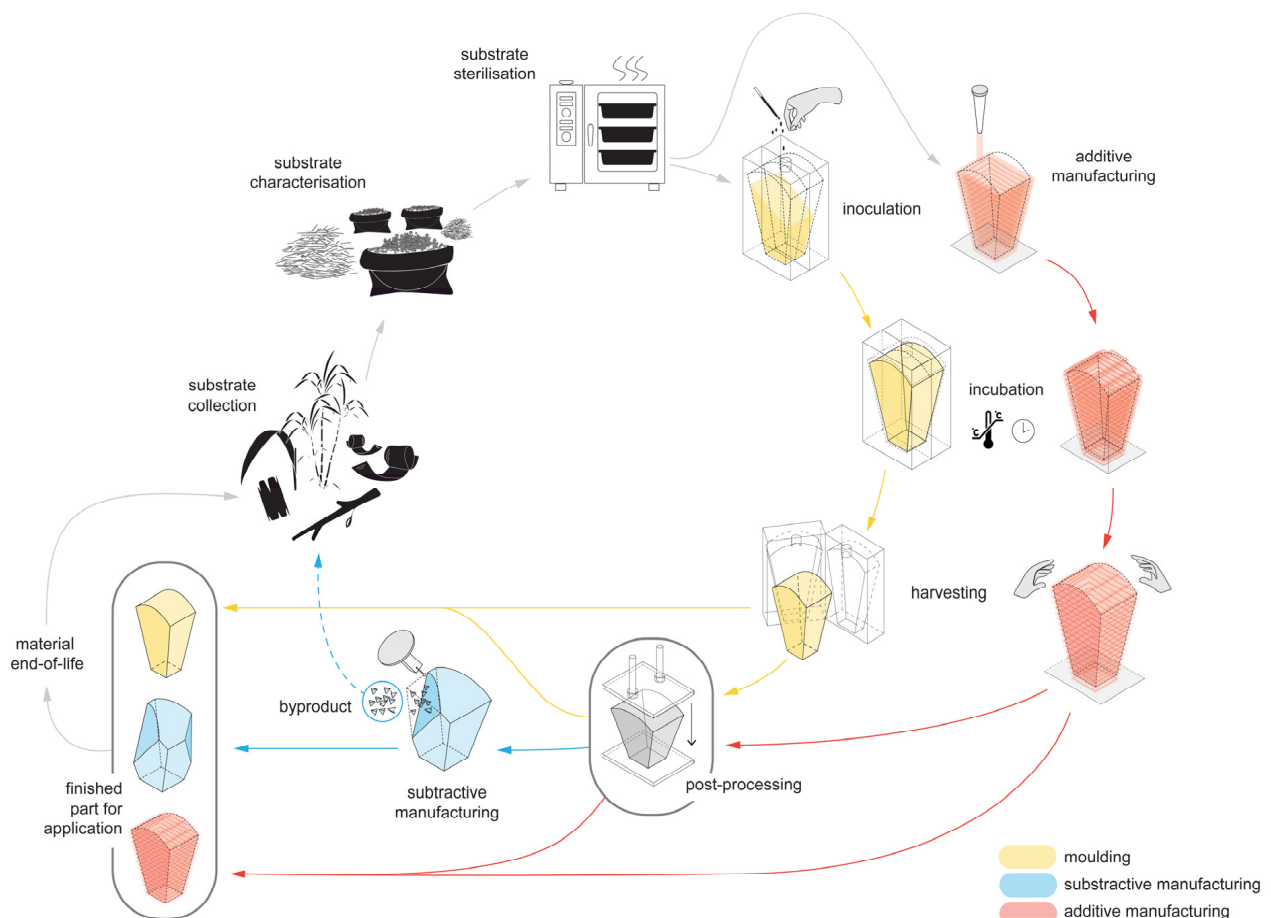 substrate
sterilisation
substrate
characterisation
additive
manufacturing
inoculation
substrate
collection
incubation
°C
°C
harvesting
material
end-of-life
byproduct
post-processing
finished
part for
application
subtractive
manufacturing
moulding
substractive manufacturing
additive manufacturing